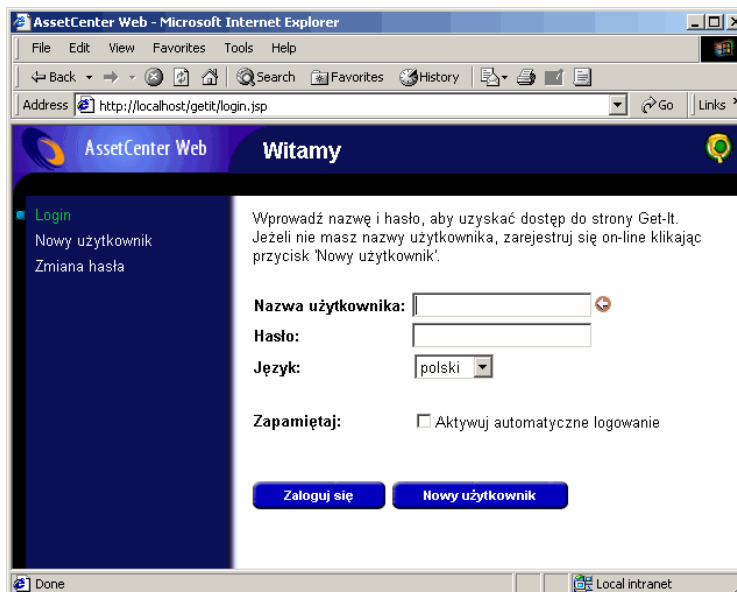 AssetCenter Web - Microsoft Internet Explorer
File Edit View Favorites Tools Help
Back Search Favorites History
Address http://localhost/getit/login.jsp Go Links
AssetCenter Web
Witamy
Login
Nowy użytkownik
Zmiana hasła
Wprowadź nazwę i hasło, aby uzyskać dostęp do strony Get-It.
Jeżeli nie masz nazwy użytkownika, zarejestruj się on-line klikając
przycisk 'Nowy użytkownik'.
Nazwa użytkownika:
Hasło:
Język: polski
Zapamiętaj: Aktywuj automatyczne logowanie
Zaloguj się Nowy użytkownik
Done Local intranet